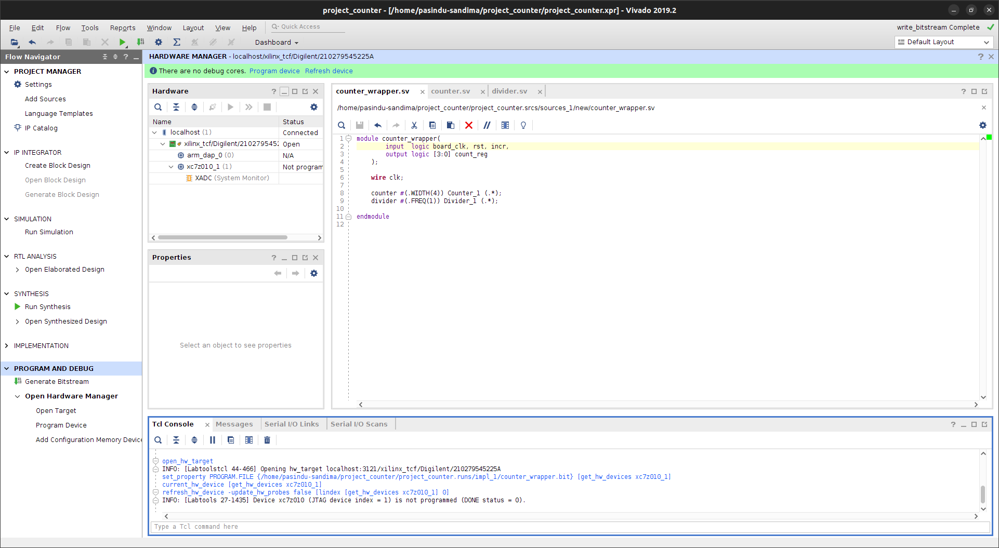 project_counter - [/home/pasindu-sandima/project_counter/project_counter.xpr] - Vivado 2019.2
File Edit Flow Tools Reports Window Layout View Help Quick Access
write_bitstream Complete
Dashboard
Default Layout
Flow Navigator
PROJECT MANAGER
Settings
Add Sources
Language Templates
IP Catalog
IP INTEGRATOR
Create Block Design
Open Block Design
Generate Block Design
SIMULATION
Run Simulation
RTL ANALYSIS
Open Elaborated Design
SYNTHESIS
Run Synthesis
Open Synthesized Design
IMPLEMENTATION
PROGRAM AND DEBUG
Generate Bitstream
Open Hardware Manager
Open Target
Program Device
Add Configuration Memory Device
HARDWARE MANAGER - localhost/xilinx_tcf/Digilent/210279545225A
There are no debug cores. Program device Refresh device
Hardware
Name Status
localhost (1) Connected
xilinx_tcf/Digilent/21027954522 Open
arm_dap_0 (0) N/A
xc7z010_1 (1) Not program
XADC (System Monitor)
Properties
Select an object to see properties
counter_wrapper.sv counter.sv divider.sv
/home/pasindu-sandima/project_counter/project_counter.srcs/sources_1/new/counter_wrapper.sv
1 module counter_wrapper(
2 input logic board_clk, rst, incr,
3 output logic [3:0] count_reg
4 );
5
6 wire clk;
7
8 counter #(.WIDTH(4)) Counter_1 (.*);
9 divider #(.FREQ(1)) Divider_1 (.*);
10
11 endmodule
12
Tcl Console Messages Serial I/O Links Serial I/O Scans
open_hw_target
INFO: [Labtoolstcl 44-466] Opening hw_target localhost:3121/xilinx_tcf/Digilent/210279545225A
set_property PROGRAM.FILE {/home/pasindu-sandima/project_counter/project_counter.runs/impl_1/counter_wrapper.bit} [get_hw_devices xc7z010_1]
current_hw_device [get_hw_devices xc7z010_1]
refresh_hw_device -update_hw_probes false [lindex [get_hw_devices xc7z010_1] 0]
INFO: [Labtools 27-1435] Device xc7z010 (JTAG device index = 1) is not programmed (DONE status = 0).
Type a Tcl command here